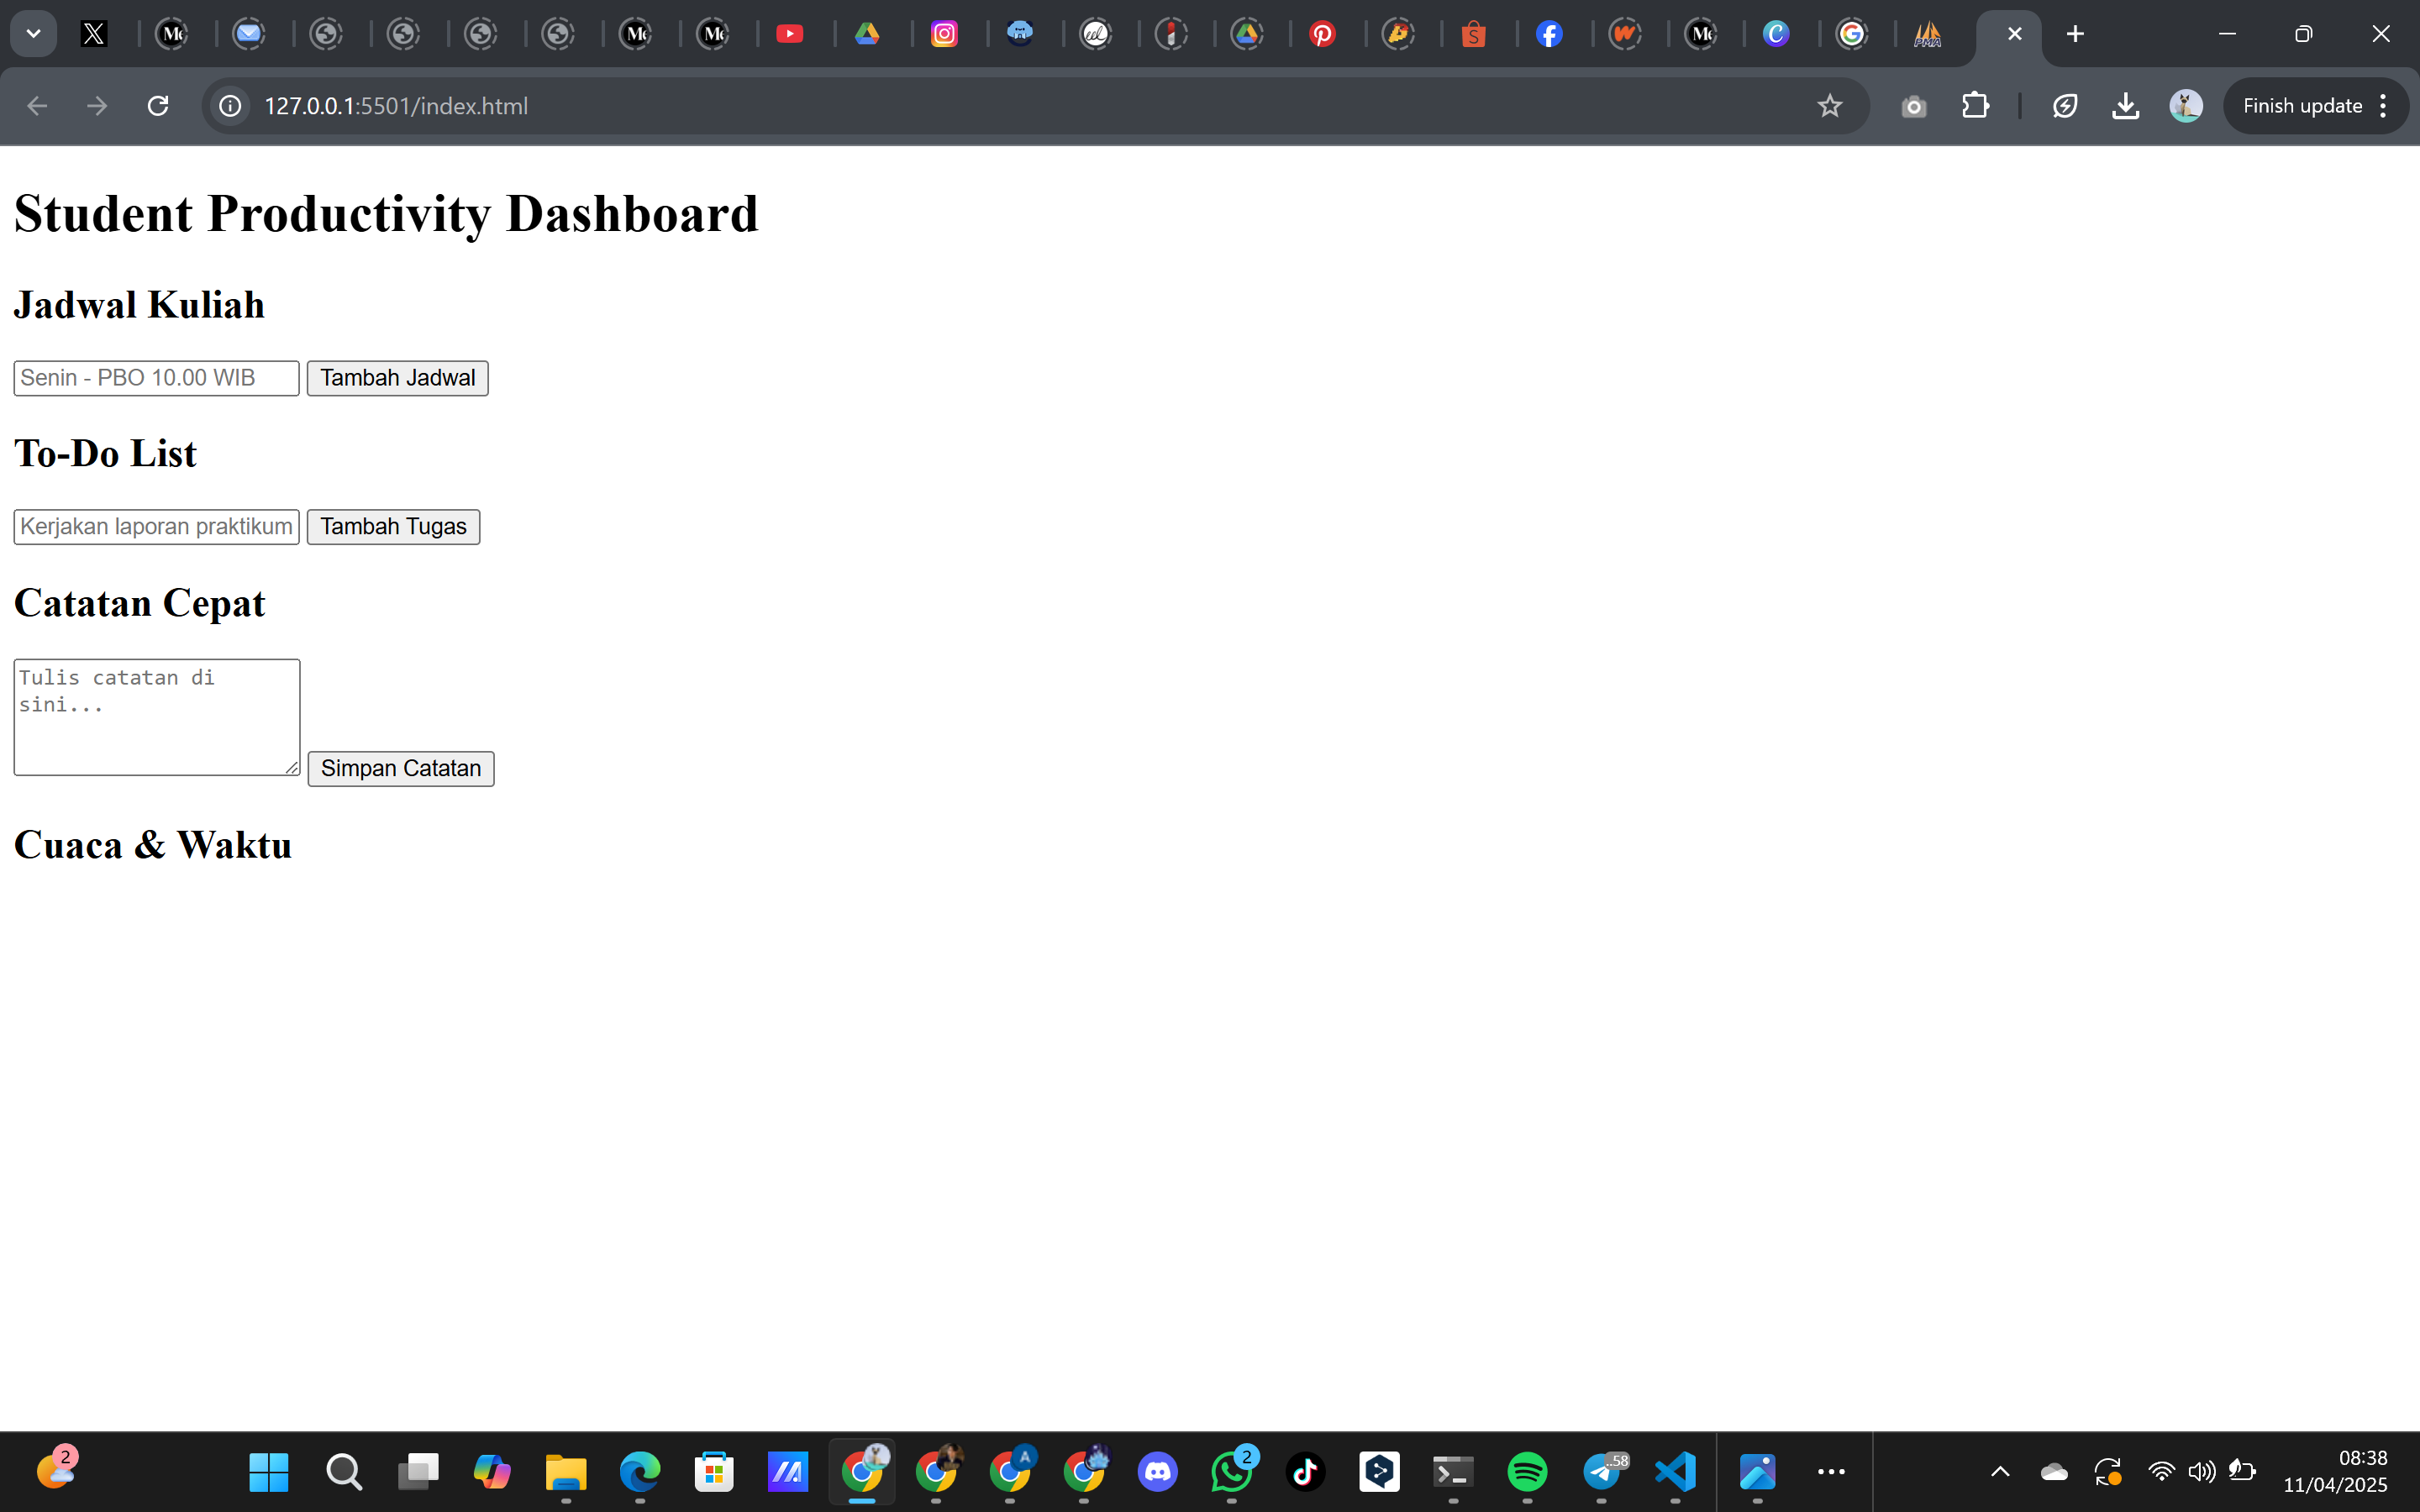 127.0.0.1:5501/index.html
Finish update
Student Productivity Dashboard
Jadwal Kuliah
Senin - PBO 10.00 WIB
Tambah Jadwal
To-Do List
Kerjakan laporan praktikum
Tambah Tugas
Catatan Cepat
Tulis catatan di
sini...
Simpan Catatan
Cuaca & Waktu
2
A
2
..58
08:38
11/04/2025